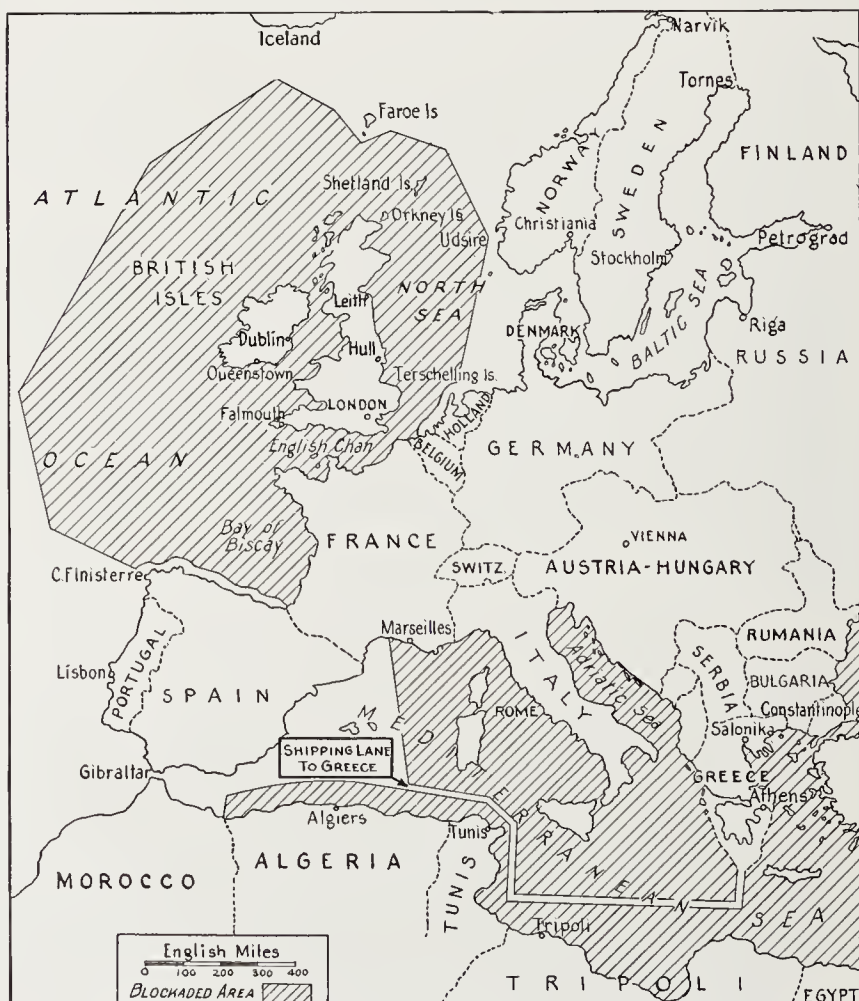 Iceland
Narvik
Tornes
Faroe Is
FINLAND
ATLANTIC
Shetland Is.
NORWAY
SWEDEN
Orkney Is
Udsire
Christiania
Petrograd
Stockholm
BRITISH
ISLES
NORTH
SEA
Leith
BALTIC SEA
DENMARK
Riga
Dublin
Hull
RUSSIA
Queenstown
Terschelling Is.
Falmouth
LONDON
HOLLAND
OCEAN
English Chan
BELGIUM
GERMANY
Bay of
Biscay
FRANCE
VIENNA
C. Finisterre
SWITZ.
AUSTRIA-HUNGARY
Marseilles
RUMANIA
ITALY
Adriatic Sea
SERBIA
Lisbon
PORTUGAL
SPAIN
ROME
BULGARIA
Constantinople
MEDITERRANEAN SEA
Salonika
SHIPPING LANE
TO GREECE
Gibraltar
GREECE
Athens
Algiers
Tunis
ALGERIA
MOROCCO
TUNIS
Tripoli
English Miles
0 100 200 300 400
BLOCKADED AREA
TRIPOLI
EGYPT